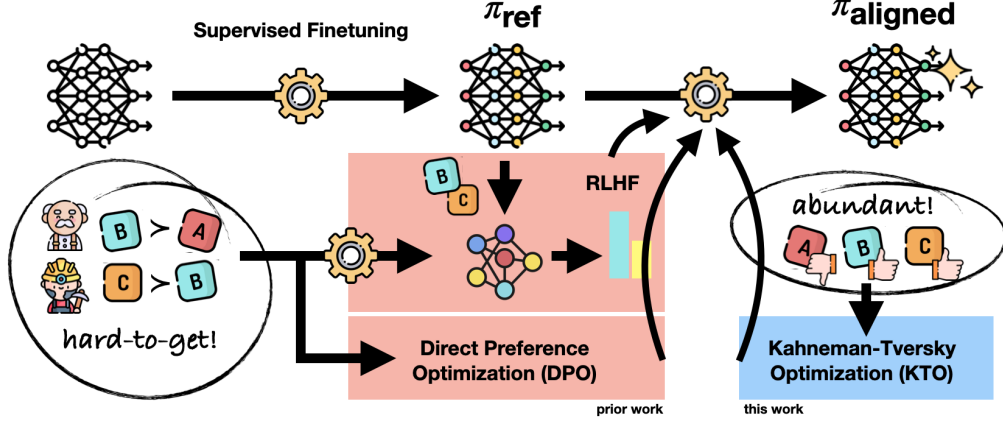 Supervised Finetuning
πref
πaligned
B
C
RLHF
B ≻ A
C ≻ B
hard-to-get!
abundant!
A B C
Direct Preference
Optimization (DPO)
Kahneman-Tversky
Optimization (KTO)
prior work
this work